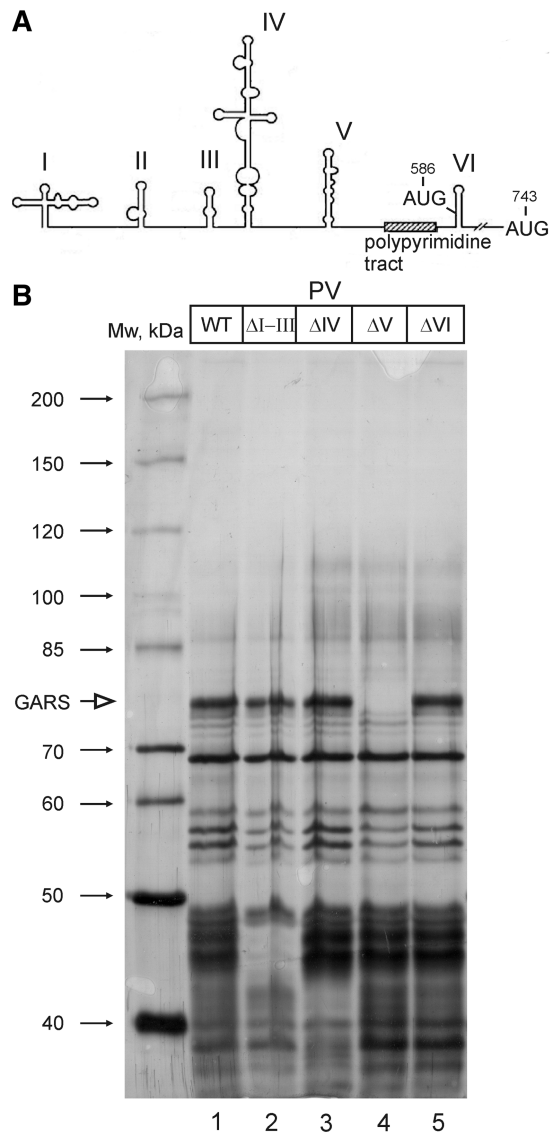 A
IV
I II III V
586 VI
AUG
743
AUG
polypyrimidine
tract
B
PV
Mw, kDa WT ΔI–III ΔIV ΔV ΔVI
200
150
120
100
85
GARS
70
60
50
40
1 2 3 4 5